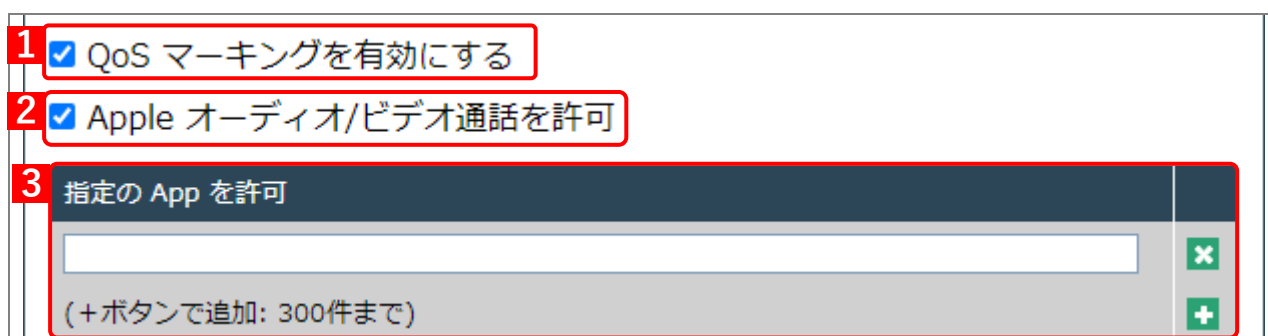 1 QoS マーキングを有効にする
2 Apple オーディオ/ビデオ通話を許可
3 指定の App を許可
(+ボタンで追加: 300件まで)